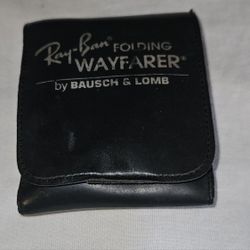 Ray-Ban® FOLDING
WAYFARER®
by BAUSCH & LOMB